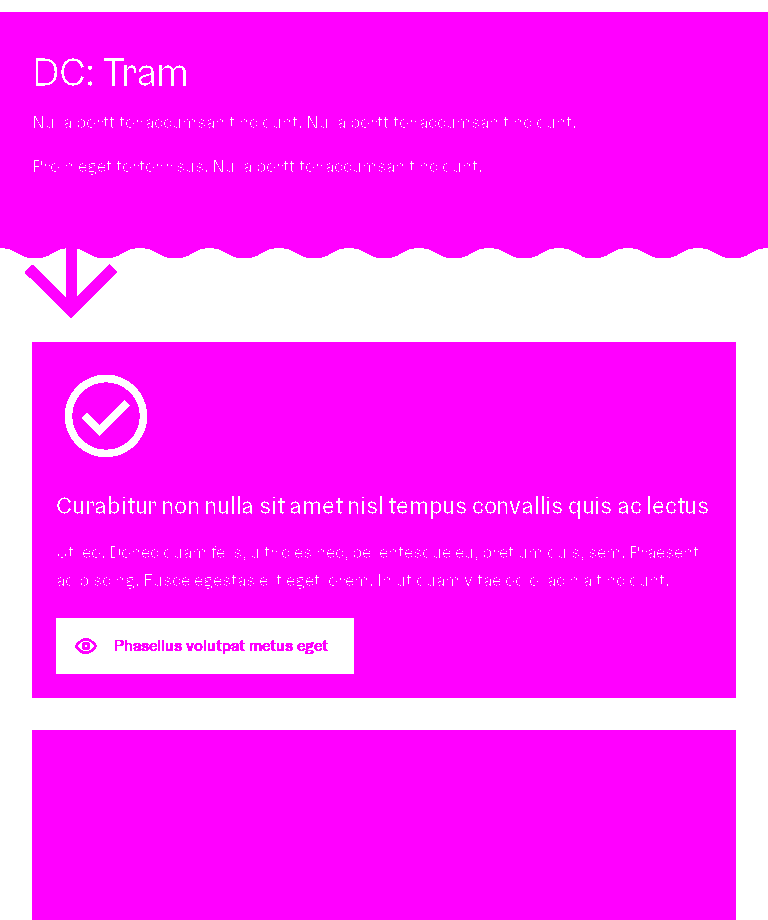 DC: Tram
Nulla porttitor accumsan tincidunt. Nulla porttitor accumsan tincidunt.
Proin eget tortor risus. Nulla porttitor accumsan tincidunt.
Curabitur non nulla sit amet nisl tempus convallis quis ac lectus
Ut leo. Donec quam felis, ultricies nec, pellentesque eu, pretium quis, sem. Praesent
adipiscing. Fusce egestas elit eget lorem. In ut quam vitae odio lacinia tincidunt.
Phasellus volutpat metus eget